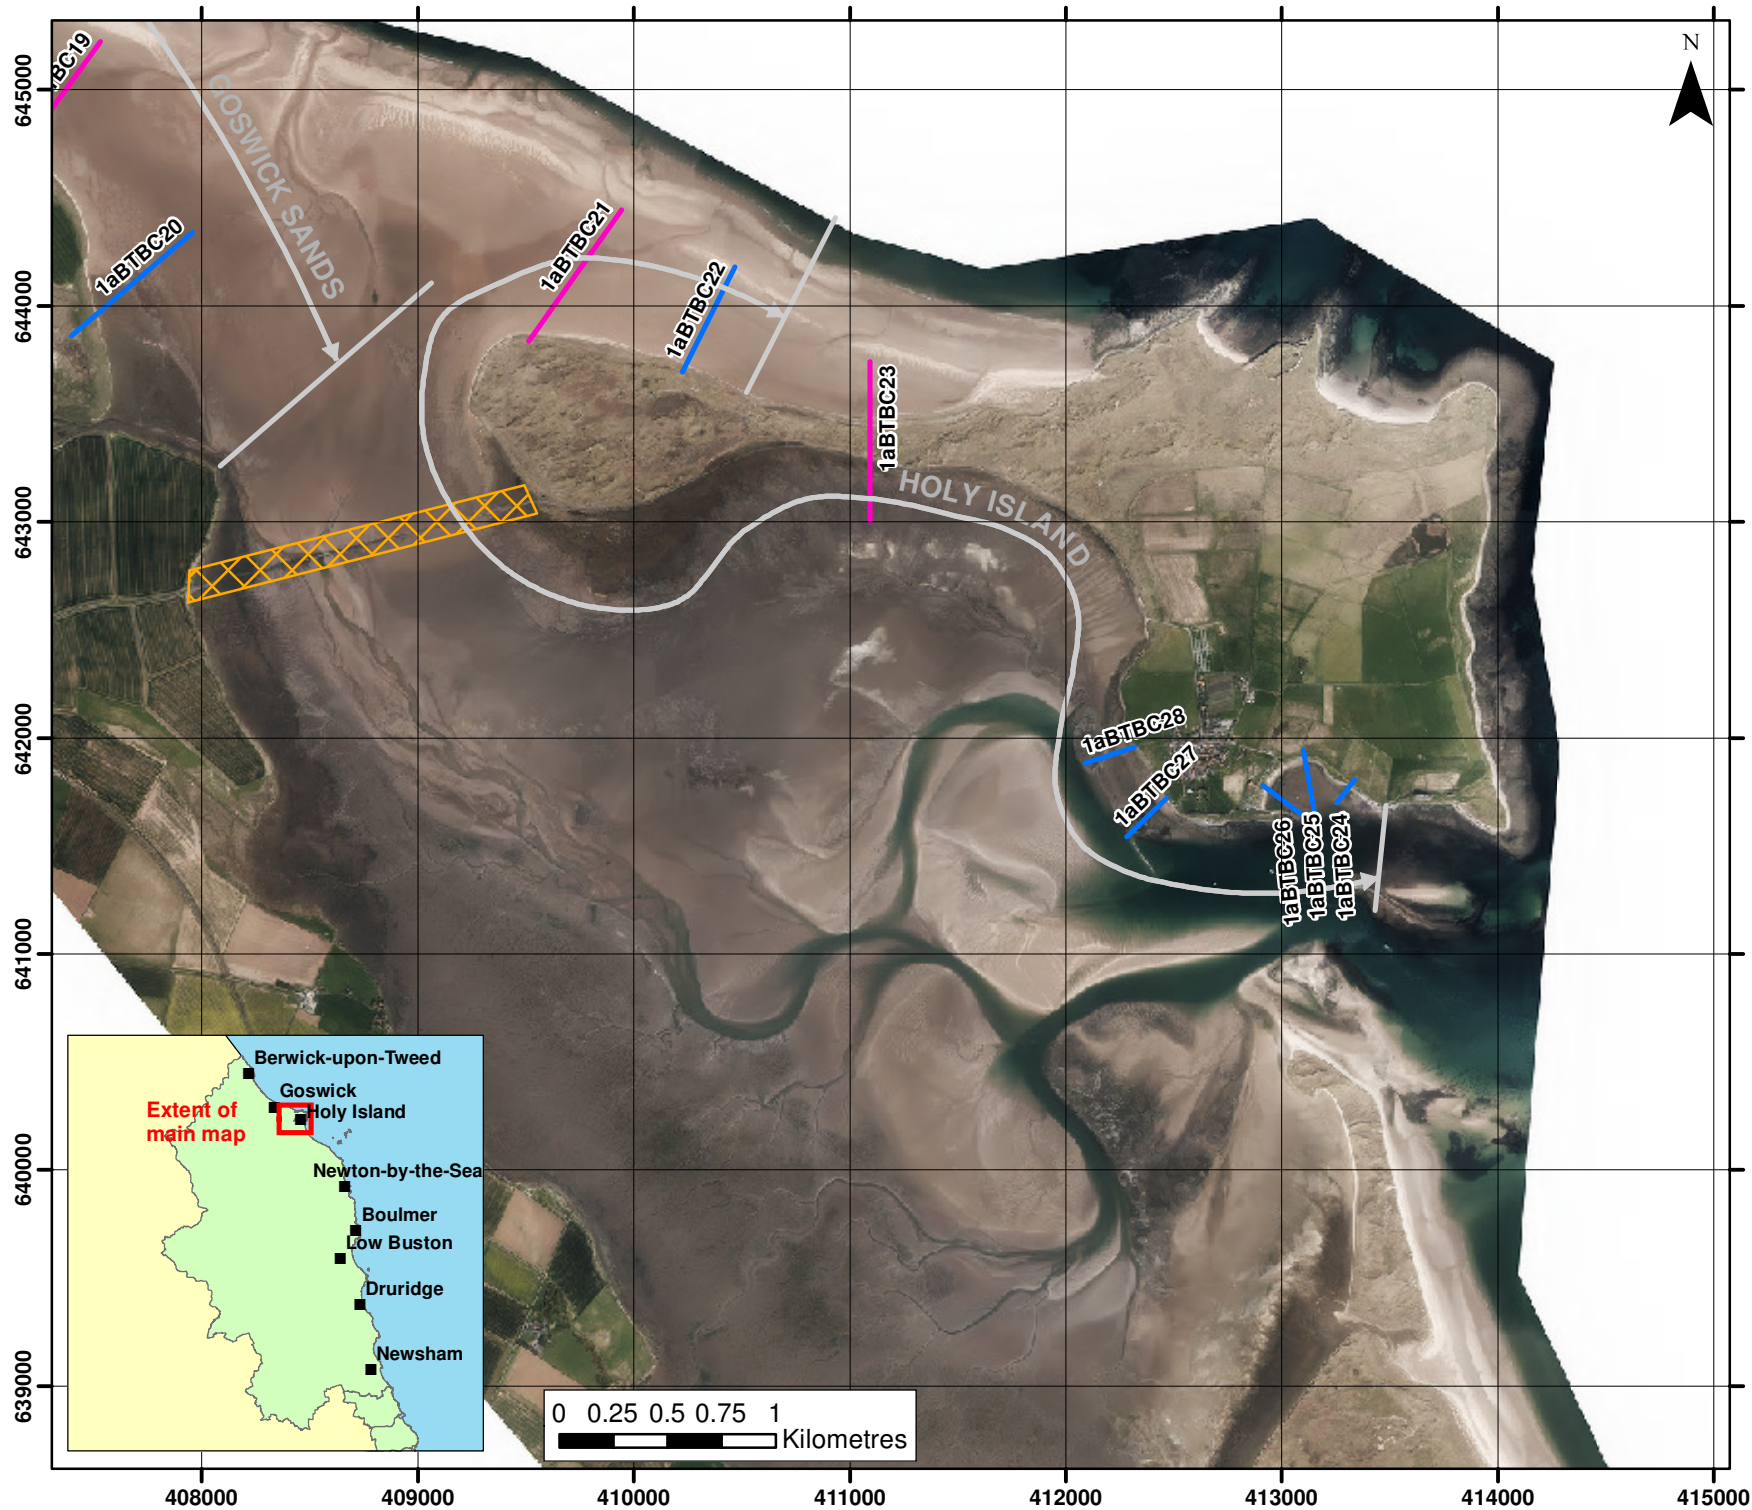 N
BC19
GOSWICK SANDS
1aBTBC20
1aBTBC21
1aBTBC22
1aBTBC23
HOLY ISLAND
1aBTBC28
1aBTBC27
1aBTBC26
1aBTBC25
1aBTBC24
645000
644000
643000
642000
641000
640000
639000
Berwick-upon-Tweed
Goswick
Holy Island
Extent of
main map
Newton-by-the-Sea
Boulmer
Low Buston
Druridge
Newsham
0 0.25 0.5 0.75 1
Kilometres
408000 409000 410000 411000 412000 413000 414000 415000